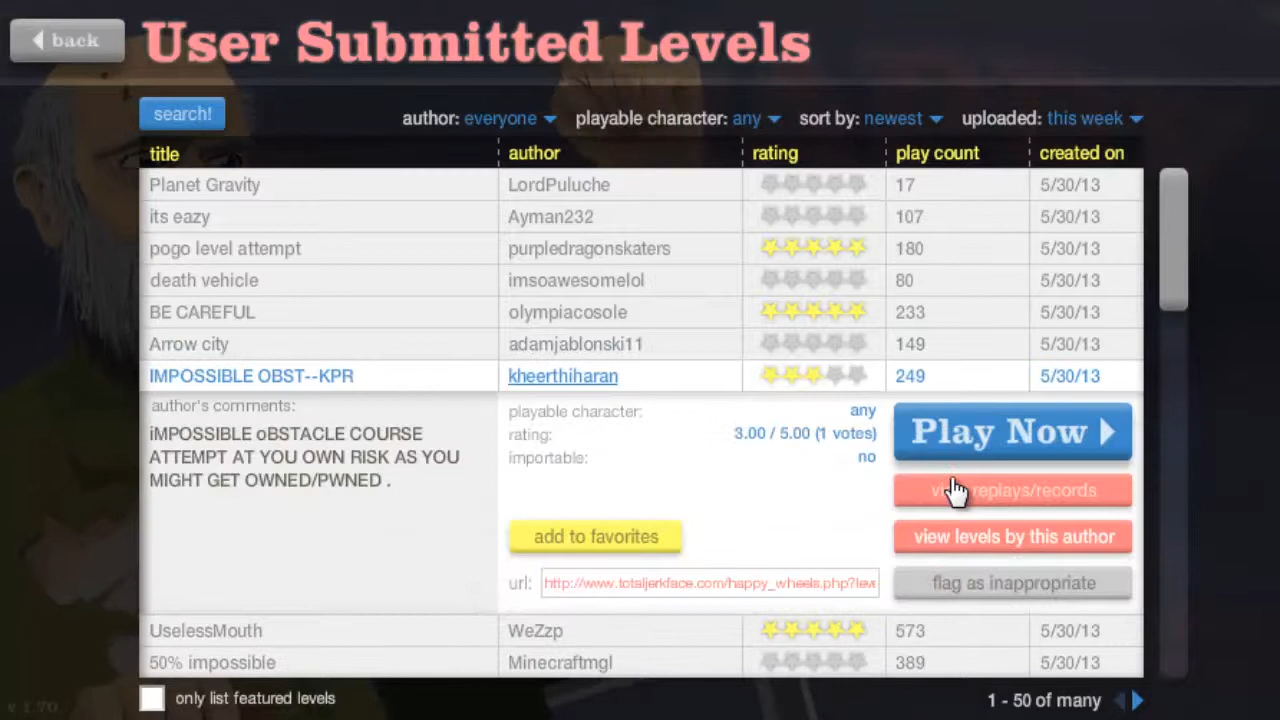 back
User Submitted Levels
search!
author: everyone playable character: any sort by: newest uploaded: this week
title author rating play count created on
Planet Gravity LordPuluche 17 5/30/13
its eazy Ayman232 107 5/30/13
pogo level attempt purpledragonskaters 180 5/30/13
death vehicle imsoawesomelol 80 5/30/13
BE CAREFUL olympiacosole 233 5/30/13
Arrow city adamjablonski11 149 5/30/13
IMPOSSIBLE OBST--KPR kheerthiharan 249 5/30/13
author's comments:
iMPOSSIBLE oBSTACLE COURSE
ATTEMPT AT YOU OWN RISK AS YOU
MIGHT GET OWNED/PWNED .
playable character: any
rating: 3.00 / 5.00 (1 votes)
importable: no
add to favorites
url: http://www.totaljerkface.com/happy_wheels.php?lev
Play Now
replays/records
view levels by this author
flag as inappropriate
UselessMouth WeZzp 573 5/30/13
50% impossible Minecraftmgl 389 5/30/13
only list featured levels
1 - 50 of many
v 1.70